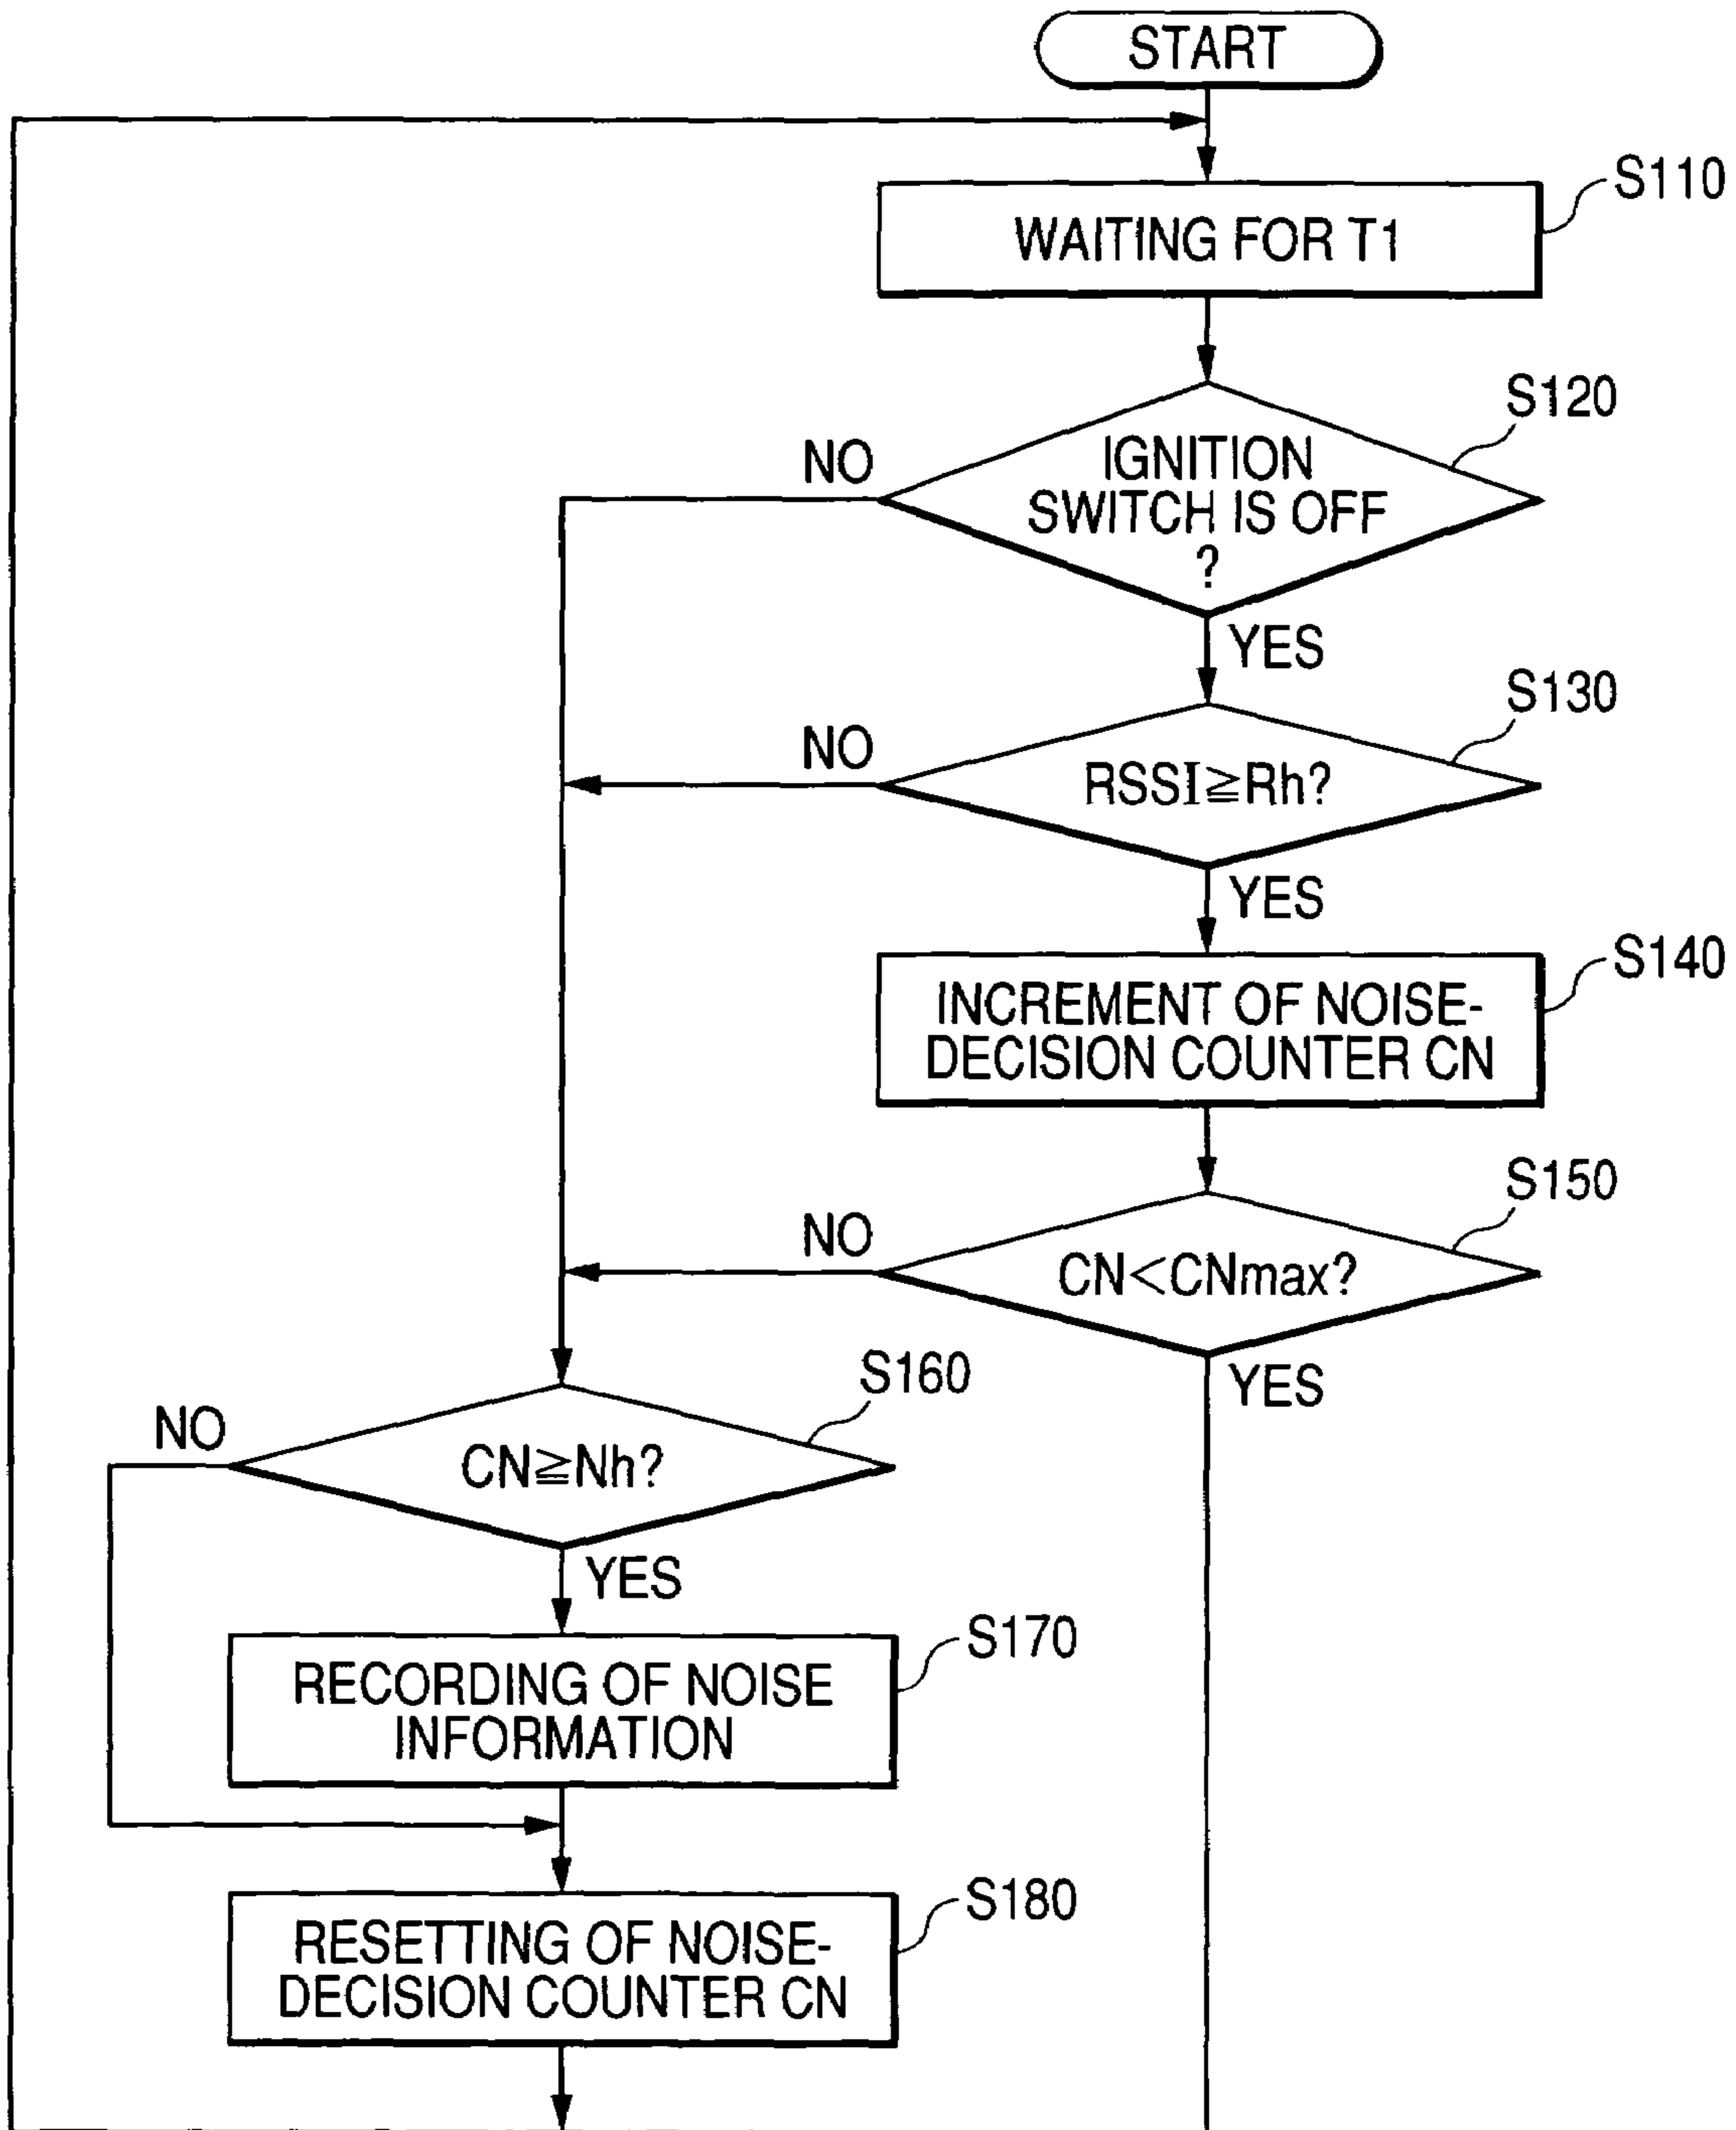 START
S110
WAITING FOR T1
S120
NO
IGNITION
SWITCH IS OFF
?
YES
S130
NO
RSSI≧Rh?
YES
S140
INCREMENT OF NOISE-
DECISION COUNTER CN
S150
NO
CN<CNmax?
YES
S160
NO
CN≧Nh?
YES
S170
RECORDING OF NOISE
INFORMATION
S180
RESETTING OF NOISE-
DECISION COUNTER CN